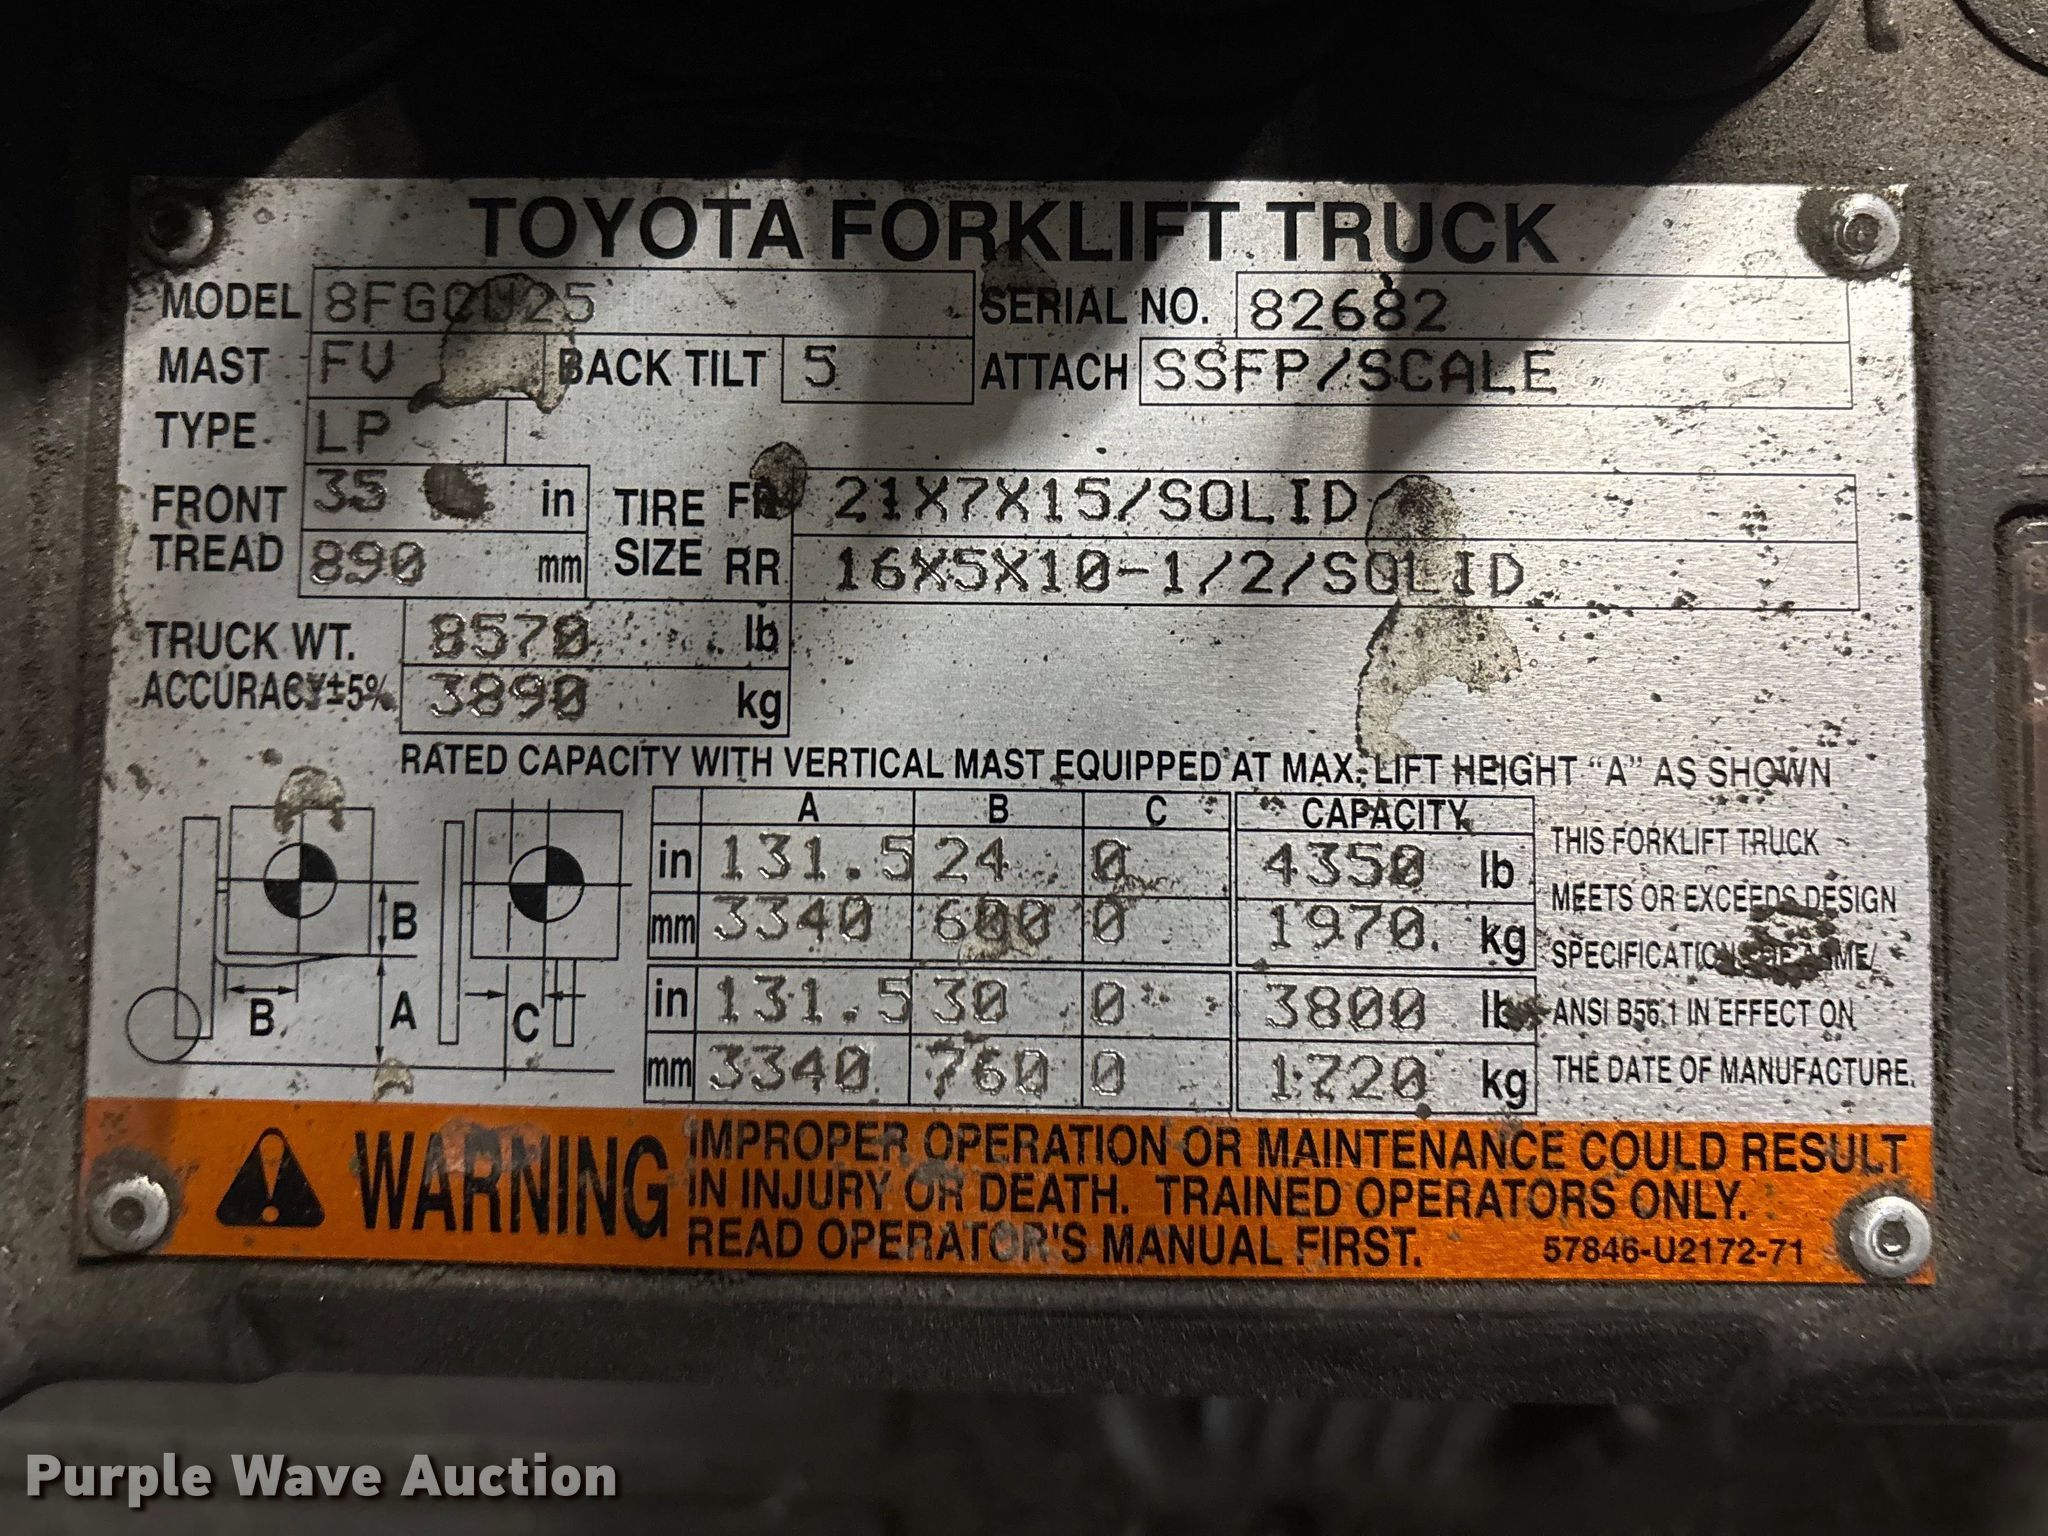 TOYOTA FORKLIFT TRUCK
MODEL 8FGCU25 SERIAL NO. 82682
MAST FV BACK TILT 5 ATTACH SSFP/SCALE
TYPE LP
FRONT TREAD 35 in TIRE SIZE FR 21X7X15/SOLID
890 mm RR 16X5X10-1/2/SOLID
TRUCK WT. 8570 lb
ACCURACY±5% 3890 kg
RATED CAPACITY WITH VERTICAL MAST EQUIPPED AT MAX. LIFT HEIGHT "A" AS SHOWN
A B C CAPACITY
in 131.5 24 0 4350 lb
mm 3340 600 0 1970 kg
in 131.5 30 0 3800 lb
mm 3340 760 0 1720 kg
B
B A C
THIS FORKLIFT TRUCK
MEETS OR EXCEEDS DESIGN
SPECIFICATIONS OF ASME/
ANSI B56.1 IN EFFECT ON
THE DATE OF MANUFACTURE.
WARNING
IMPROPER OPERATION OR MAINTENANCE COULD RESULT
IN INJURY OR DEATH. TRAINED OPERATORS ONLY.
READ OPERATOR'S MANUAL FIRST. 57846-U2172-71
Purple Wave Auction